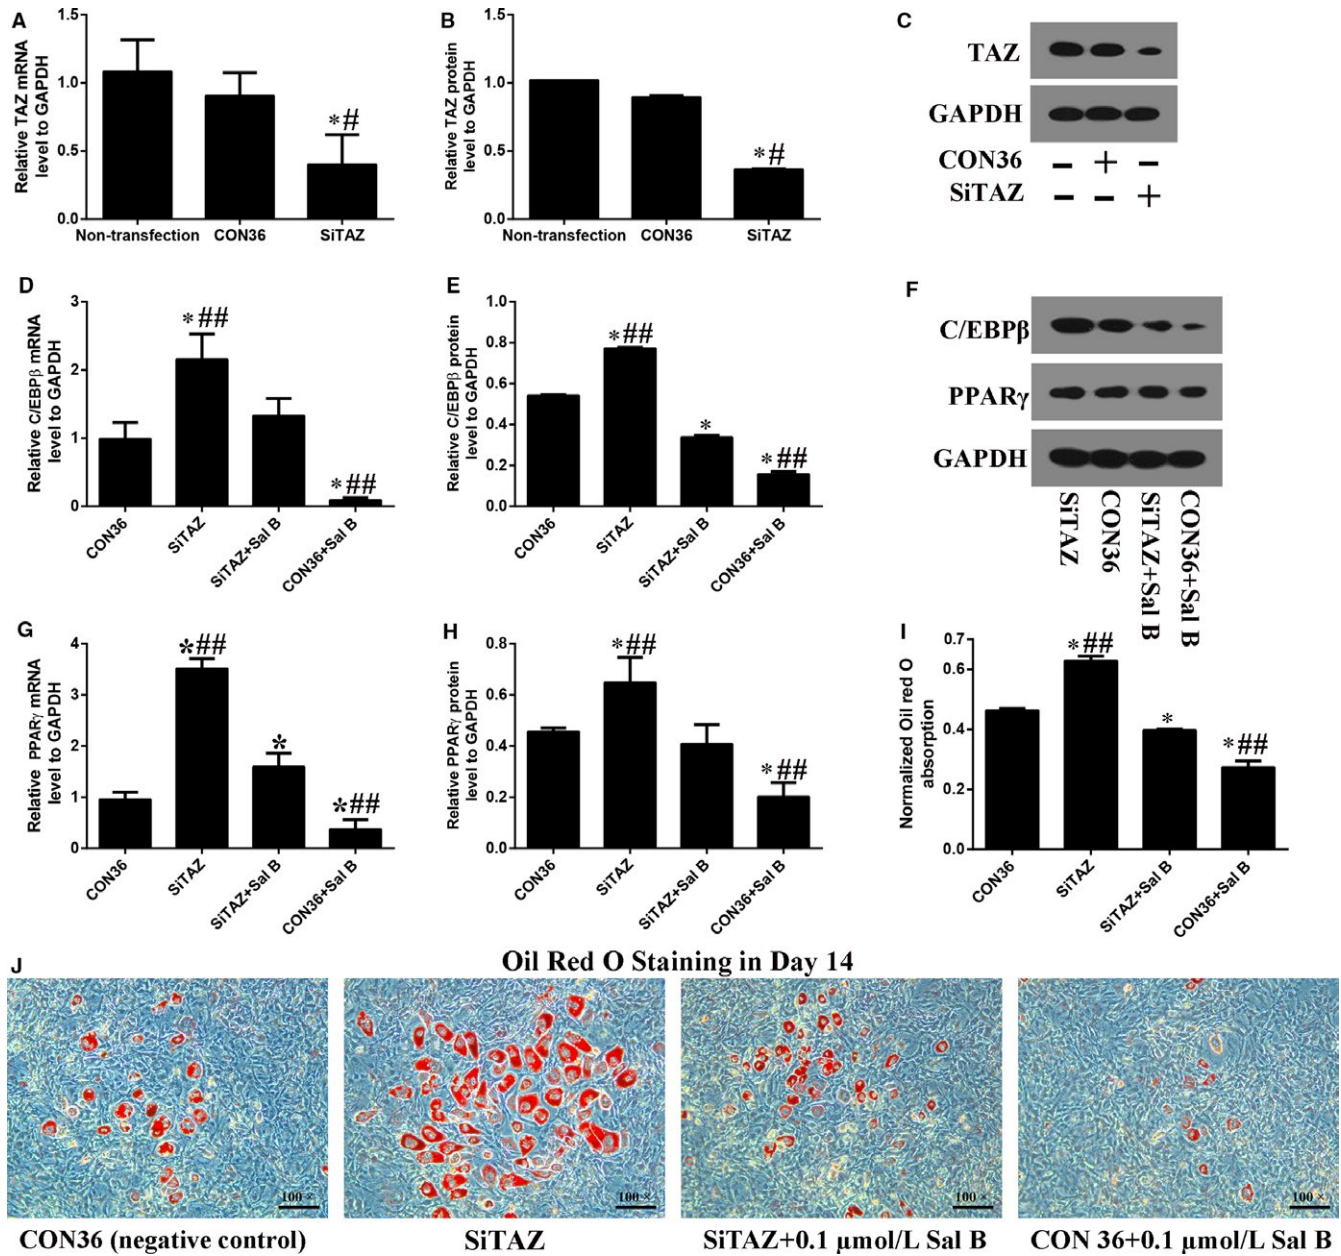 A
Relative TAZ mRNA
level to GAPDH
1.5
1.0
0.5
0.0
*#
Non-transfection CON36 SiTAZ
B
Relative TAZ protein
level to GAPDH
1.5
1.0
0.5
0.0
*#
Non-transfection CON36 SiTAZ
C
TAZ
GAPDH
CON36 − + −
SiTAZ − − +
D
Relative C/EBPβ mRNA
level to GAPDH
3
2
1
0
*##
*##
CON36 SiTAZ SiTAZ+Sal B CON36+Sal B
E
Relative C/EBPβ protein
level to GAPDH
1.0
0.8
0.6
0.4
0.2
0.0
*##
*
*##
CON36 SiTAZ SiTAZ+Sal B CON36+Sal B
F
C/EBPβ
PPARγ
GAPDH
SiTAZ
CON36
SiTAZ+Sal B
CON36+Sal B
G
Relative PPARγ mRNA
level to GAPDH
4
3
2
1
0
*##
*
*##
CON36 SiTAZ SiTAZ+Sal B CON36+Sal B
H
Relative PPARγ protein
level to GAPDH
0.8
0.6
0.4
0.2
0.0
*##
*##
CON36 SiTAZ SiTAZ+Sal B CON36+Sal B
I
Normalized Oil red O
absorption
0.7
0.6
0.4
0.2
0.0
*##
*
*##
CON36 SiTAZ SiTAZ+Sal B CON36+Sal B
J
Oil Red O Staining in Day 14
100 ×
100 ×
100 ×
100 ×
CON36 (negative control)
SiTAZ
SiTAZ+0.1 μmol/L Sal B
CON 36+0.1 μmol/L Sal B